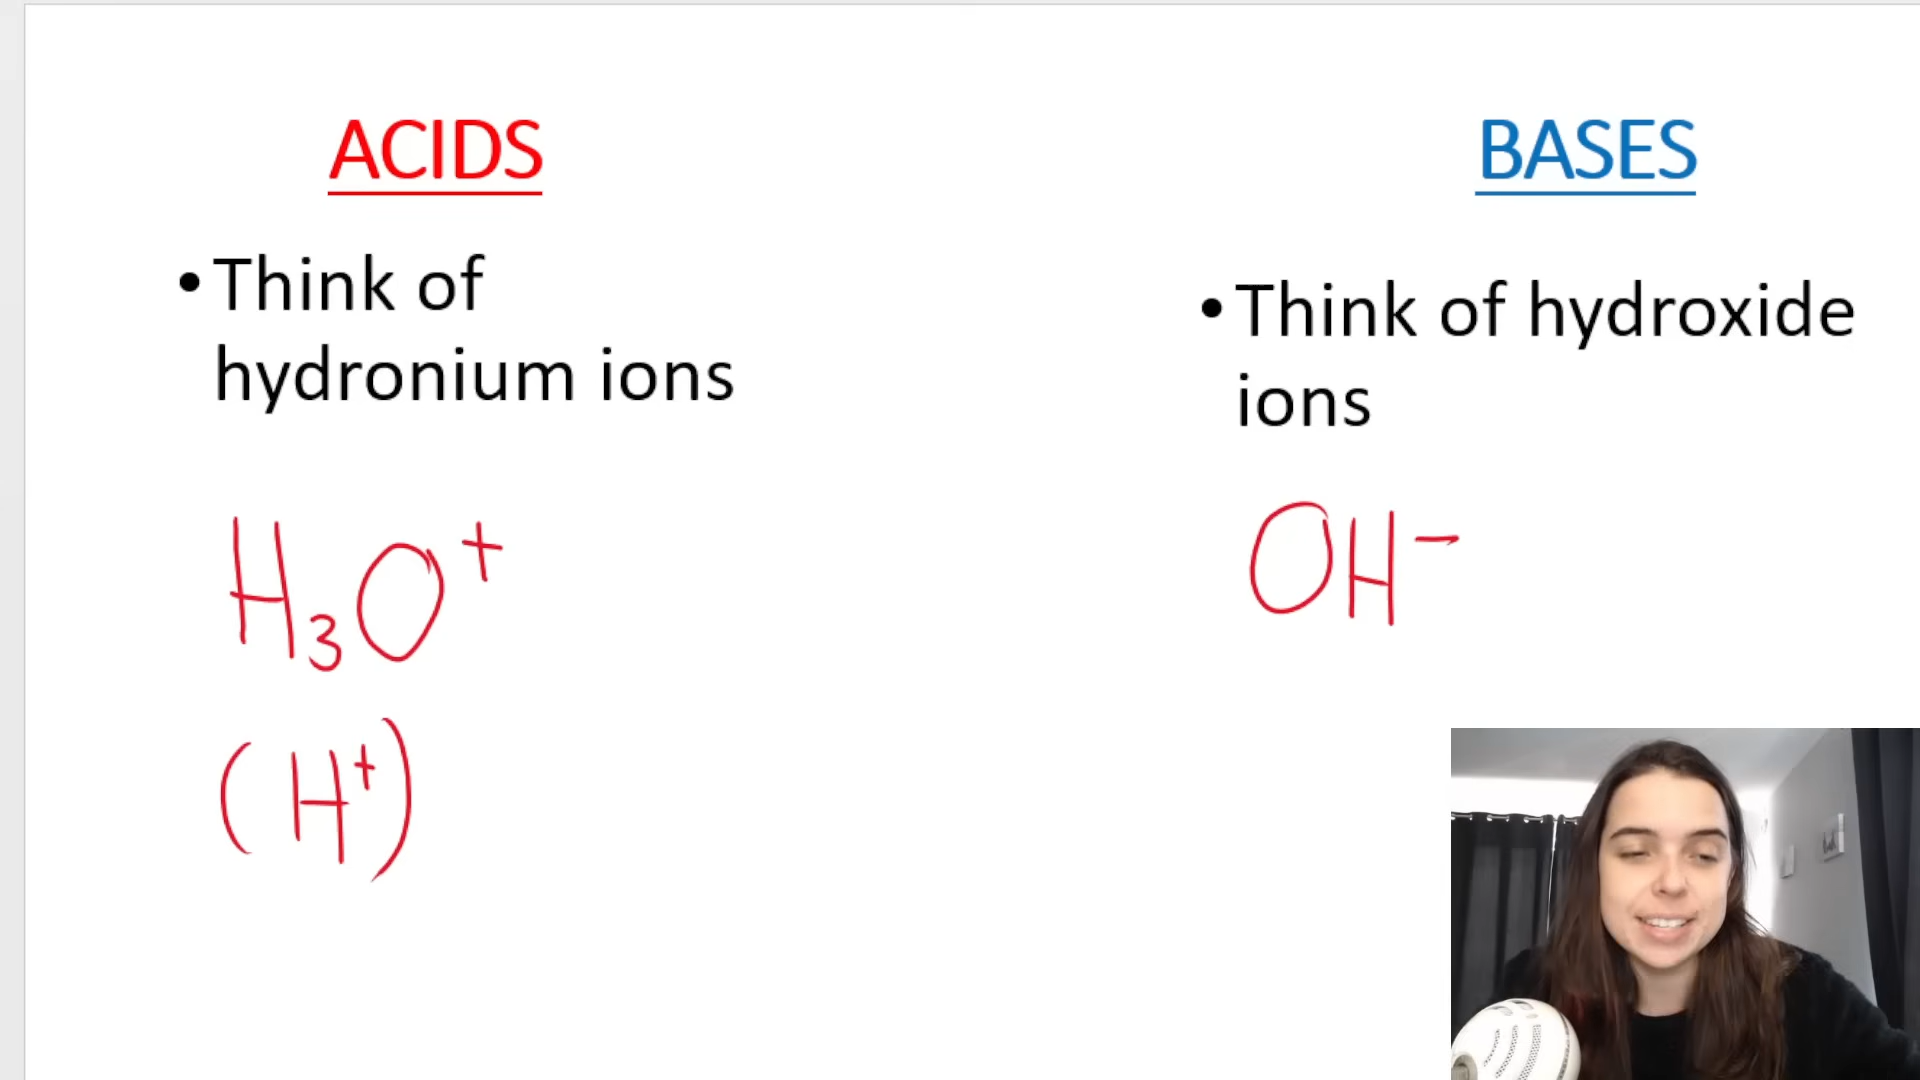 ACIDS
• Think of
hydronium ions
H₃O⁺
(H⁺)
BASES
• Think of hydroxide
ions
OH⁻